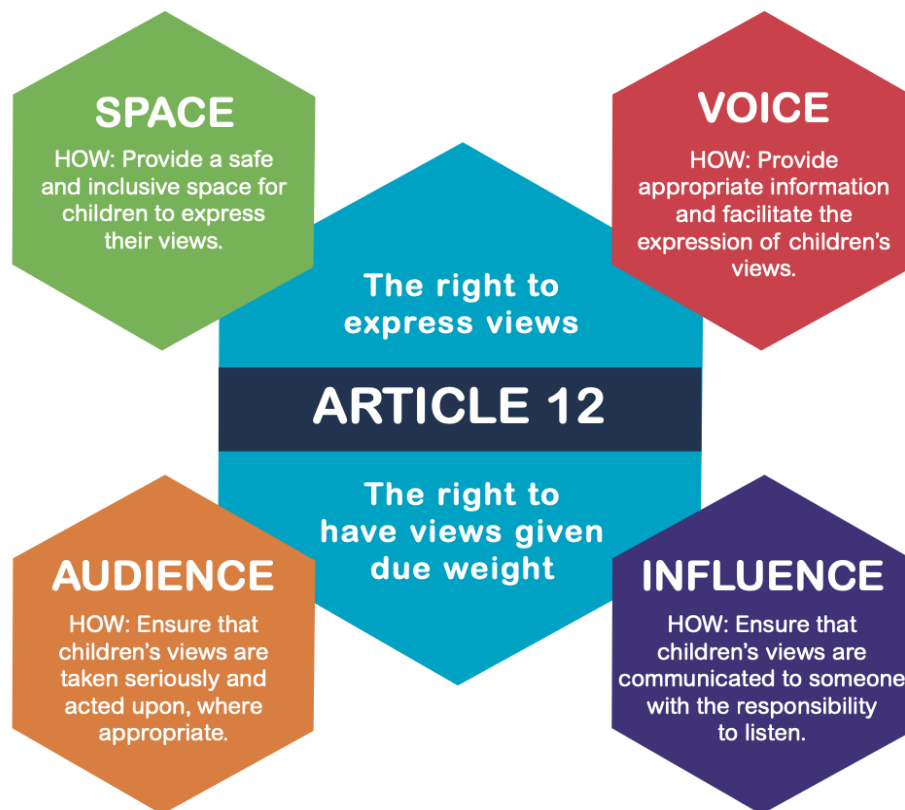 SPACE
HOW: Provide a safe
and inclusive space for
children to express
their views.
VOICE
HOW: Provide
appropriate information
and facilitate the
expression of children's
views.
The right to
express views
ARTICLE 12
The right to
have views given
due weight
AUDIENCE
HOW: Ensure that
children's views are
taken seriously and
acted upon, where
appropriate.
INFLUENCE
HOW: Ensure that
children's views are
communicated to someone
with the responsibility
to listen.